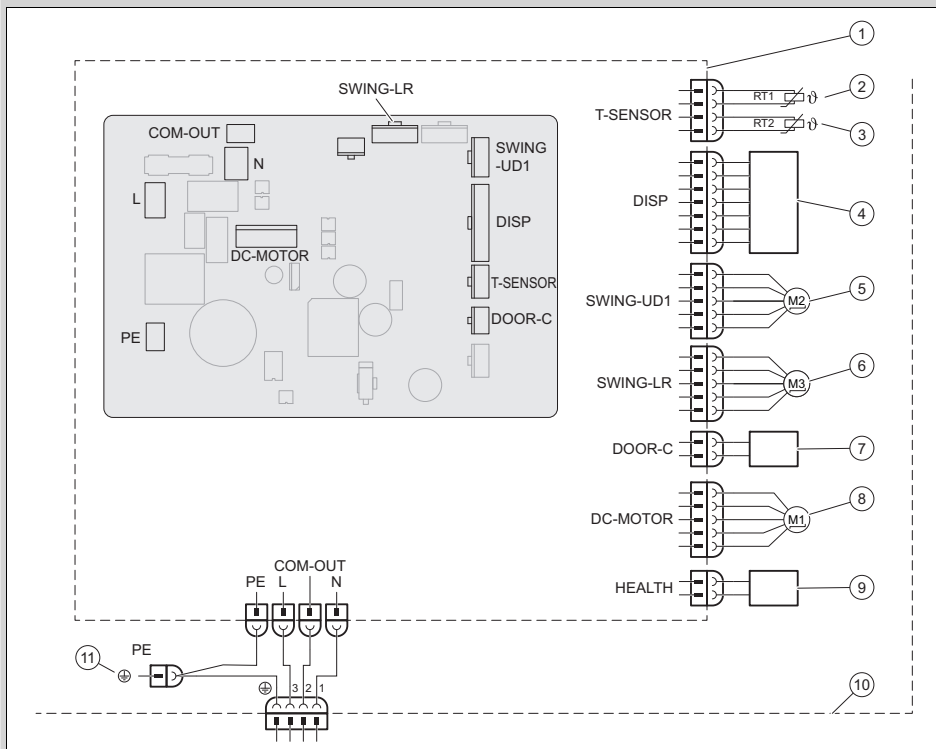 SWING-LR
COM-OUT
N
L
SWING
-UD1
DISP
DC-MOTOR
T-SENSOR
DOOR-C
PE
1
T-SENSOR
RT1
ϑ
2
RT2
ϑ
3
DISP
4
SWING-UD1
M2
5
SWING-LR
M3
6
DOOR-C
7
DC-MOTOR
M1
8
HEALTH
9
COM-OUT
PE
L
N
11
PE
3
2
1
10